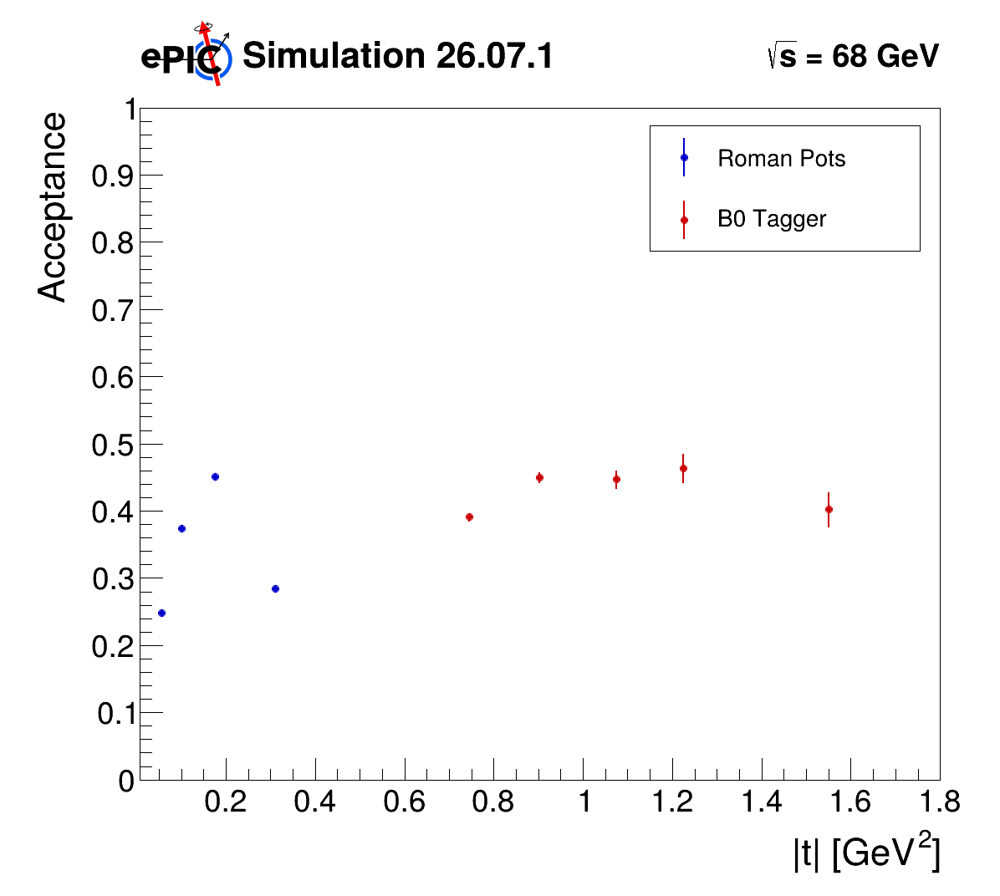 ePIC Simulation 26.07.1
√s = 68 GeV
Acceptance
1
0.9
0.8
0.7
0.6
0.5
0.4
0.3
0.2
0.1
0
Roman Pots
B0 Tagger
0.2 0.4 0.6 0.8 1 1.2 1.4 1.6 1.8
|t| [GeV²]